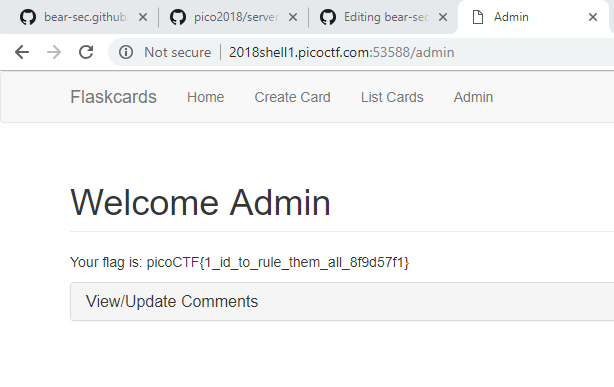 bear-sec.github. pico2018/server Editing bear-sec Admin
Not secure | 2018shell1.picoctf.com:53588/admin
Flaskcards Home Create Card List Cards Admin
Welcome Admin
Your flag is: picoCTF{1_id_to_rule_them_all_8f9d57f1}
View/Update Comments